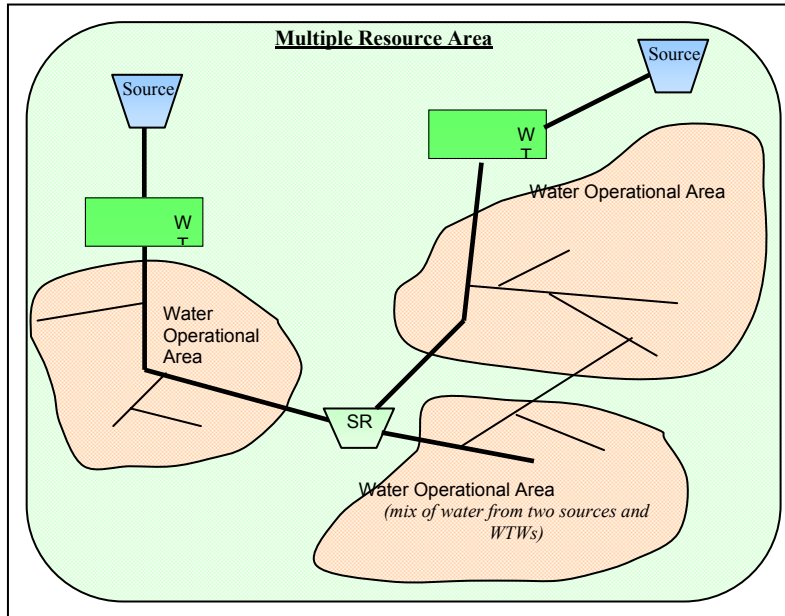 Multiple Resource Area
Source
Source
W
T
W
T
Water Operational Area
Water
Operational
Area
SR
Water Operational Area
(mix of water from two sources and
WTWs)